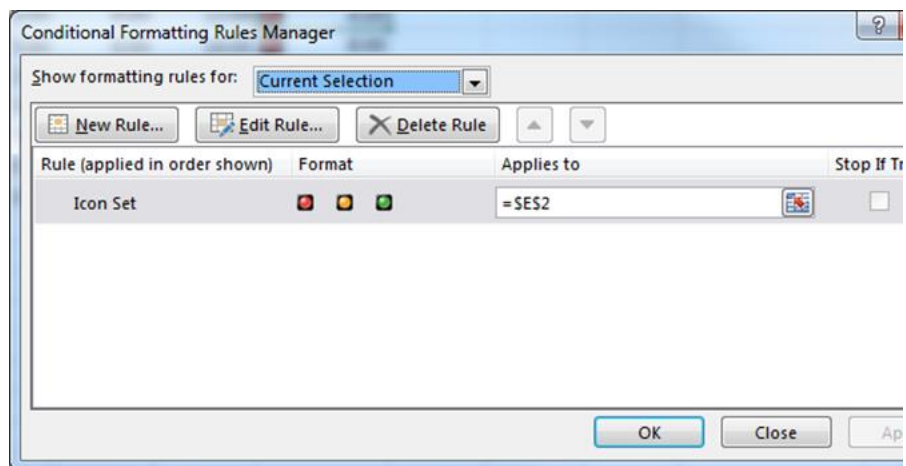 Conditional Formatting Rules Manager
?
Show formatting rules for: Current Selection
New Rule... Edit Rule... Delete Rule
Rule (applied in order shown) Format Applies to Stop If Tr
Icon Set =$E$2
OK Close Ap